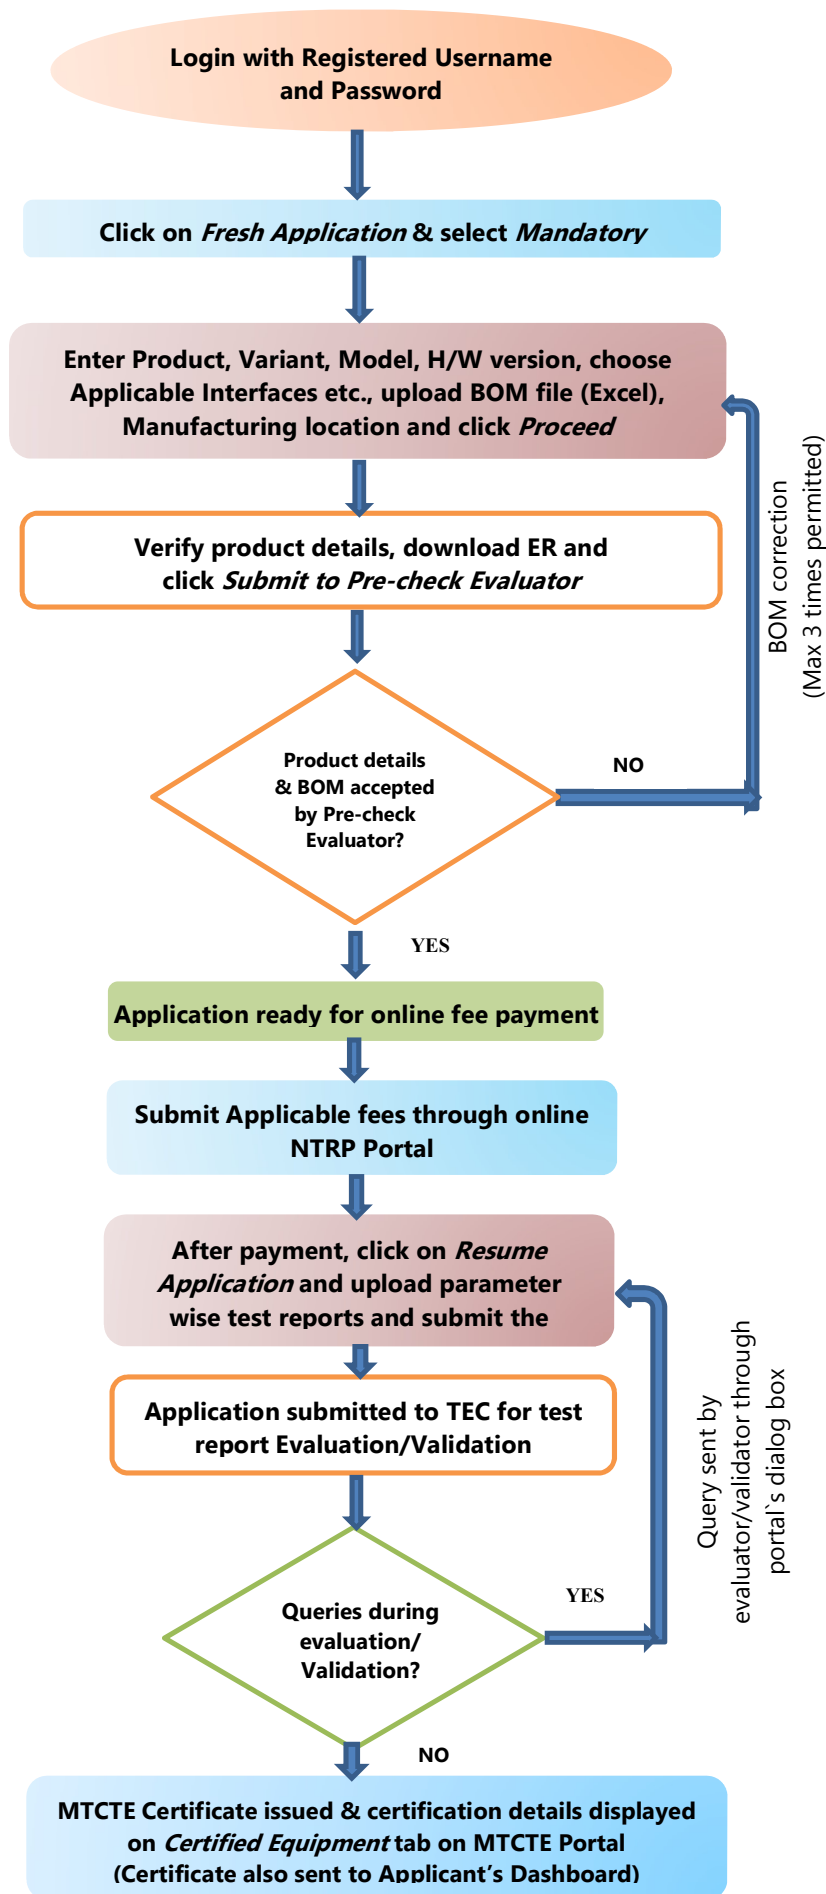 Login with Registered Username
and Password
Click on Fresh Application & select Mandatory
Enter Product, Variant, Model, H/W version, choose
Applicable Interfaces etc., upload BOM file (Excel),
Manufacturing location and click Proceed
BOM correction
(Max 3 times permitted)
Verify product details, download ER and
click Submit to Pre-check Evaluator
Product details
& BOM accepted
by Pre-check
Evaluator?
NO
YES
Application ready for online fee payment
Submit Applicable fees through online
NTRP Portal
After payment, click on Resume
Application and upload parameter
wise test reports and submit the
Query sent by
evaluator/validator through
portal`s dialog box
Application submitted to TEC for test
report Evaluation/Validation
Queries during
evaluation/
Validation?
YES
NO
MTCTE Certificate issued & certification details displayed
on Certified Equipment tab on MTCTE Portal
(Certificate also sent to Applicant’s Dashboard)